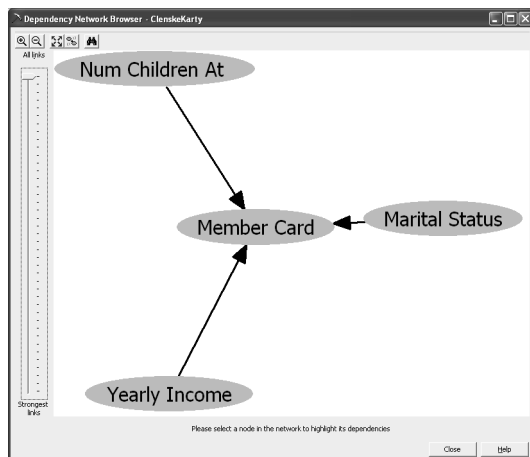 Dependency Network Browser - ClenskeKarty
All links
Num Children At
Member Card
Marital Status
Yearly Income
Strongest
links
Please select a node in the network to highlight its dependencies
Close
Help